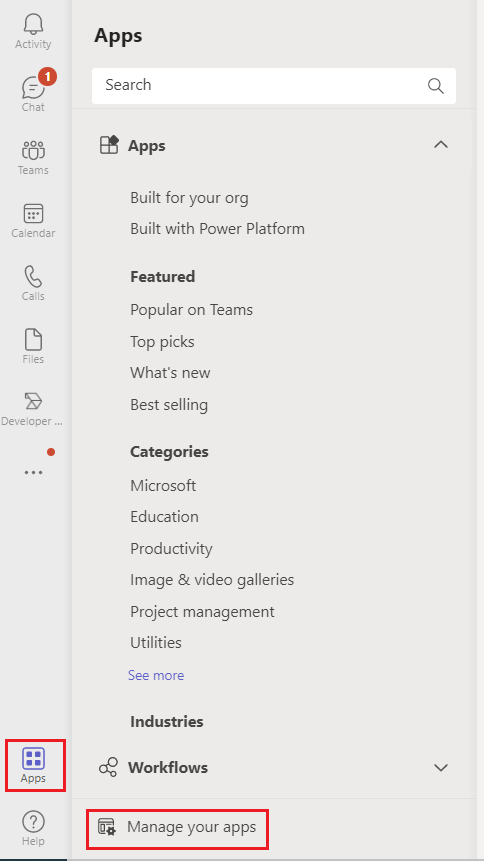 Activity
1
Chat
Teams
Calendar
Calls
Files
Developer ...
Apps
Help
Apps
Search
Apps
Built for your org
Built with Power Platform
Featured
Popular on Teams
Top picks
What's new
Best selling
Categories
Microsoft
Education
Productivity
Image & video galleries
Project management
Utilities
See more
Industries
Workflows
Manage your apps